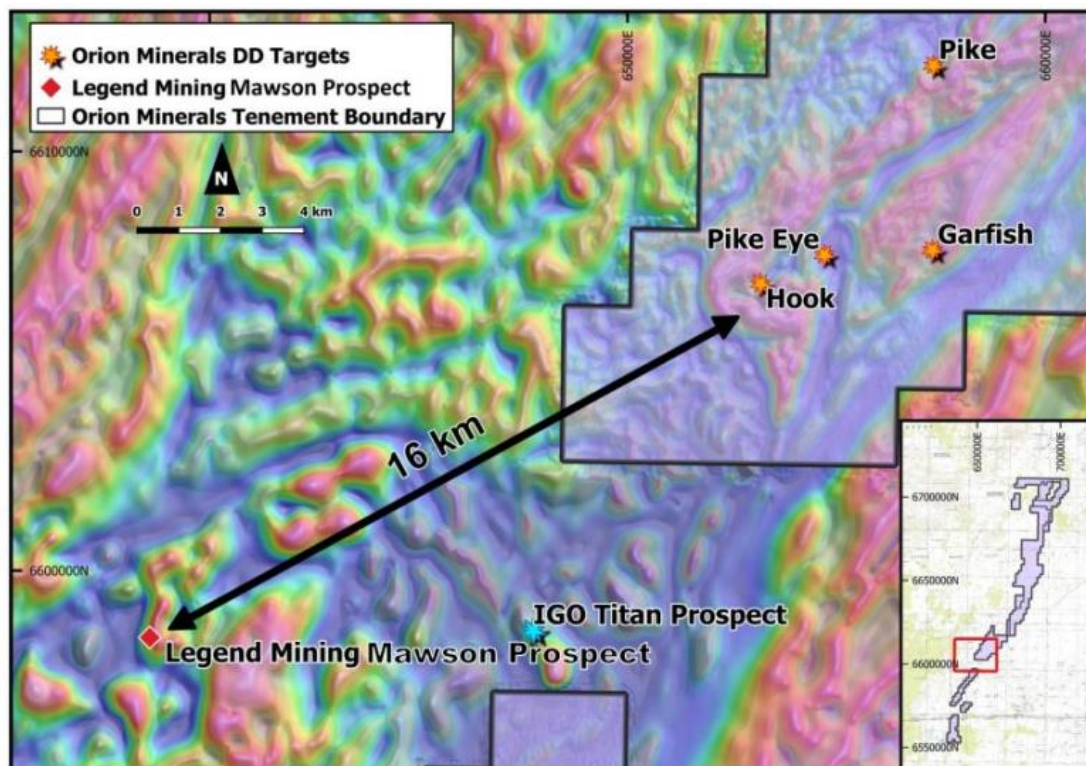 Orion Minerals DD Targets
Legend Mining Mawson Prospect
Orion Minerals Tenement Boundary
N
0 1 2 3 4 km
6610000N
650000E
660000E
Pike
Pike Eye
Garfish
Hook
16 km
6600000N
IGO Titan Prospect
Legend Mining Mawson Prospect
650000E
700000E
6700000N
6650000N
6600000N
6550000N